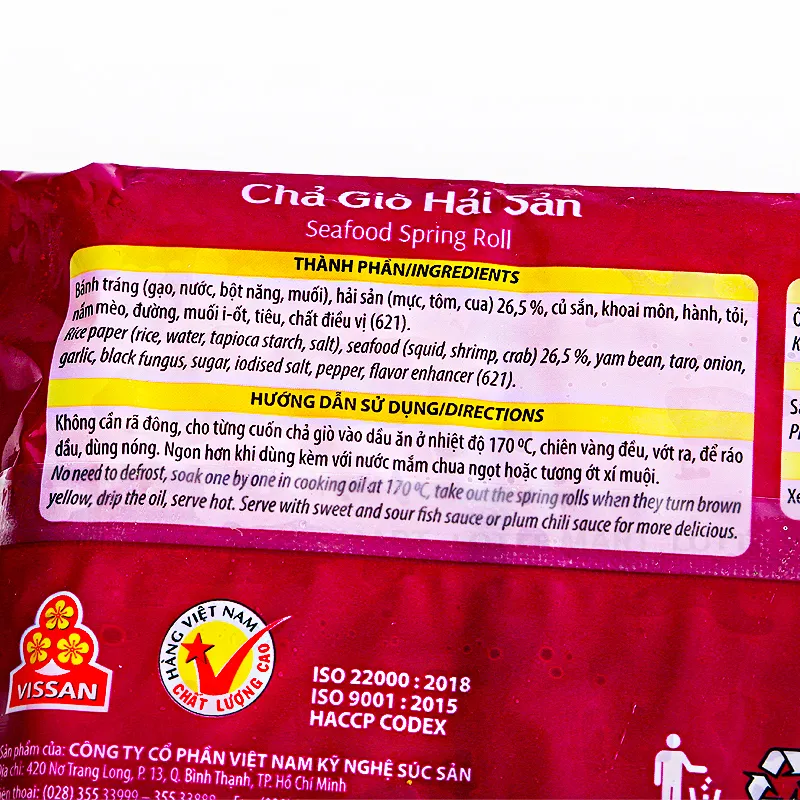 Chả Giò Hải Sản
Seafood Spring Roll
THÀNH PHẦN/INGREDIENTS
Bánh tráng (gạo, nước, bột năng, muối), hải sản (mực, tôm, cua) 26,5 %, củ sắn, khoai môn, hành, tỏi,
nấm mèo, đường, muối i-ốt, tiêu, chất điều vị (621).
Rice paper (rice, water, tapioca starch, salt), seafood (squid, shrimp, crab) 26,5 %, yam bean, taro, onion,
garlic, black fungus, sugar, iodised salt, pepper, flavor enhancer (621).
HƯỚNG DẪN SỬ DỤNG/DIRECTIONS
Không cần rã đông, cho từng cuốn chả giò vào dầu ăn ở nhiệt độ 170 ºC, chiên vàng đều, vớt ra, để ráo
dầu, dùng nóng. Ngon hơn khi dùng kèm với nước mắm chua ngọt hoặc tương ớt xí muội.
No need to defrost, soak one by one in cooking oil at 170 ºC, take out the spring rolls when they turn brown
yellow, drip the oil, serve hot. Serve with sweet and sour fish sauce or plum chili sauce for more delicious.
VISSAN
HÀNG VIỆT NAM
CHẤT LƯỢNG CAO
ISO 22000 : 2018
ISO 9001 : 2015
HACCP CODEX
Sản phẩm của: CÔNG TY CỔ PHẦN VIỆT NAM KỸ NGHỆ SÚC SẢN
Địa chỉ: 420 Nơ Trang Long, P. 13, Q. Bình Thạnh, TP. Hồ Chí Minh
thoại: (028) 355 33999 – 355 33888